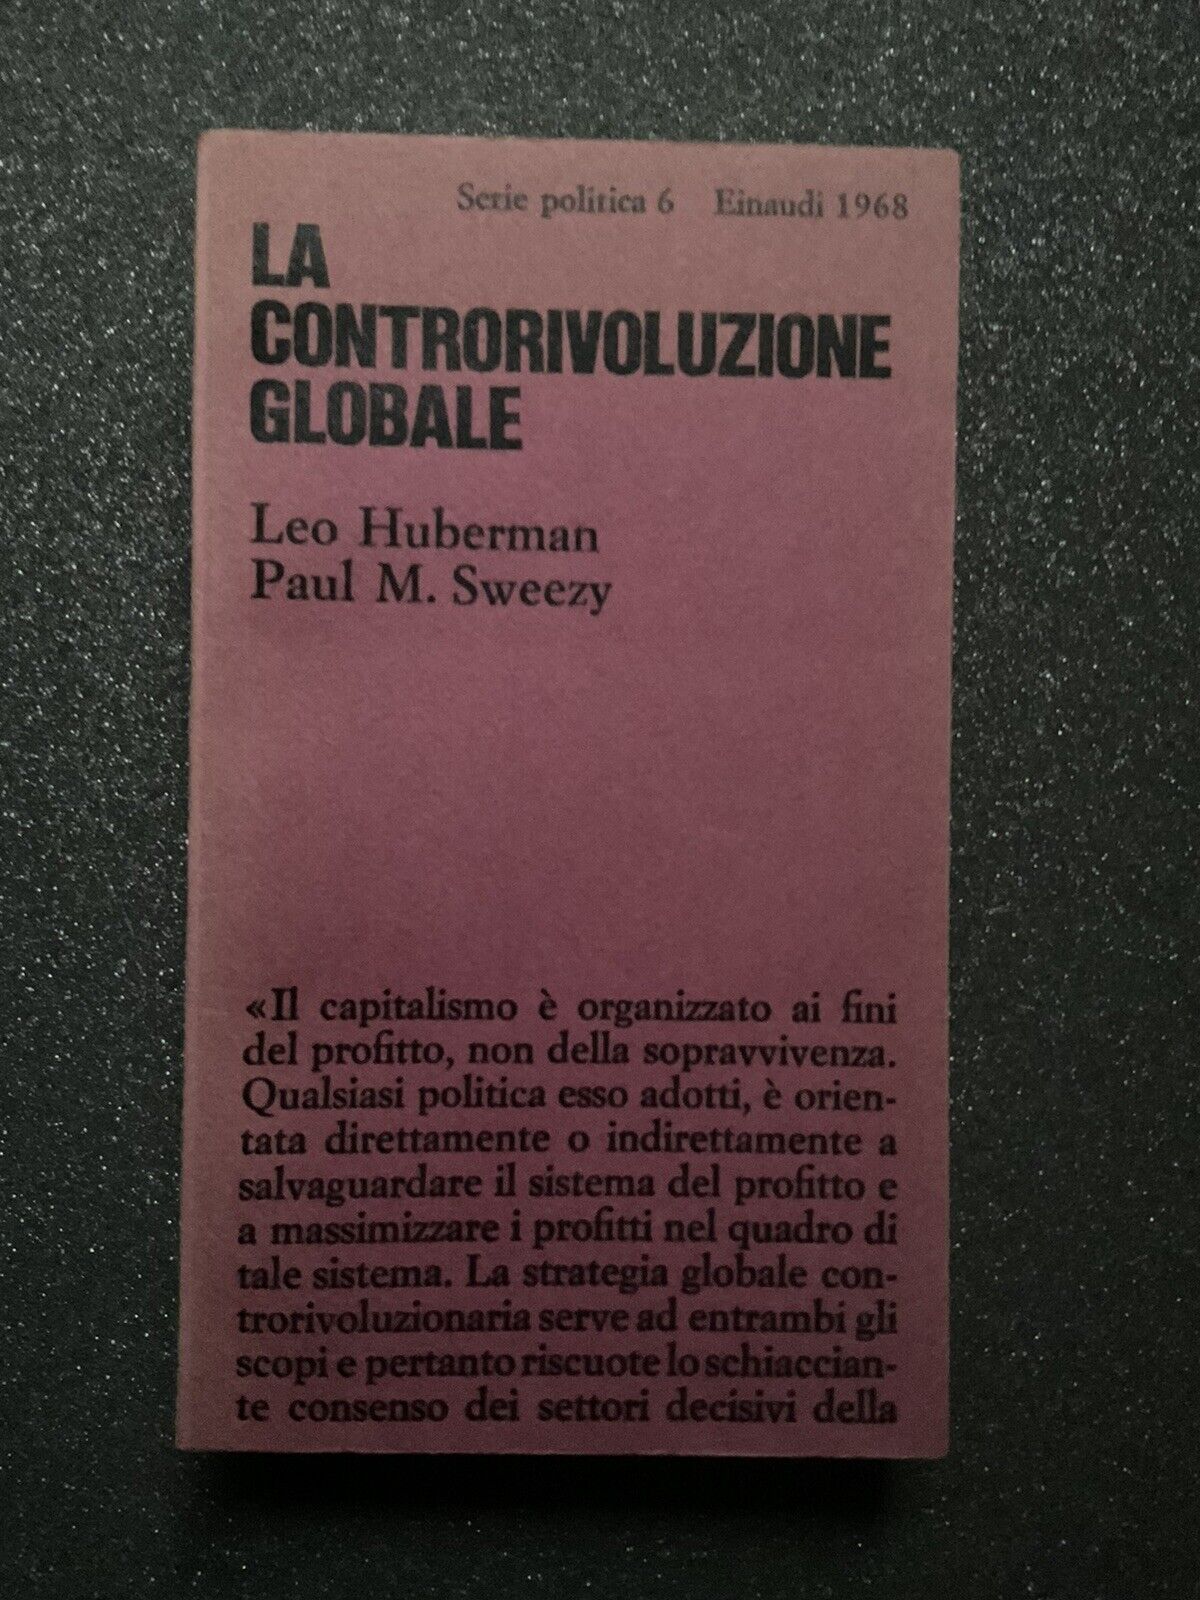 Serie politica 6 Einaudi 1968
LA
CONTRORIVOLUZIONE
GLOBALE
Leo Huberman
Paul M. Sweezy
«Il capitalismo è organizzato ai fini
del profitto, non della sopravvivenza.
Qualsiasi politica esso adotti, è orien-
tata direttamente o indirettamente a
salvaguardare il sistema del profitto e
a massimizzare i profitti nel quadro di
tale sistema. La strategia globale con-
trorivoluzionaria serve ad entrambi gli
scopi e pertanto riscuote lo schiaccian-
te consenso dei settori decisivi della